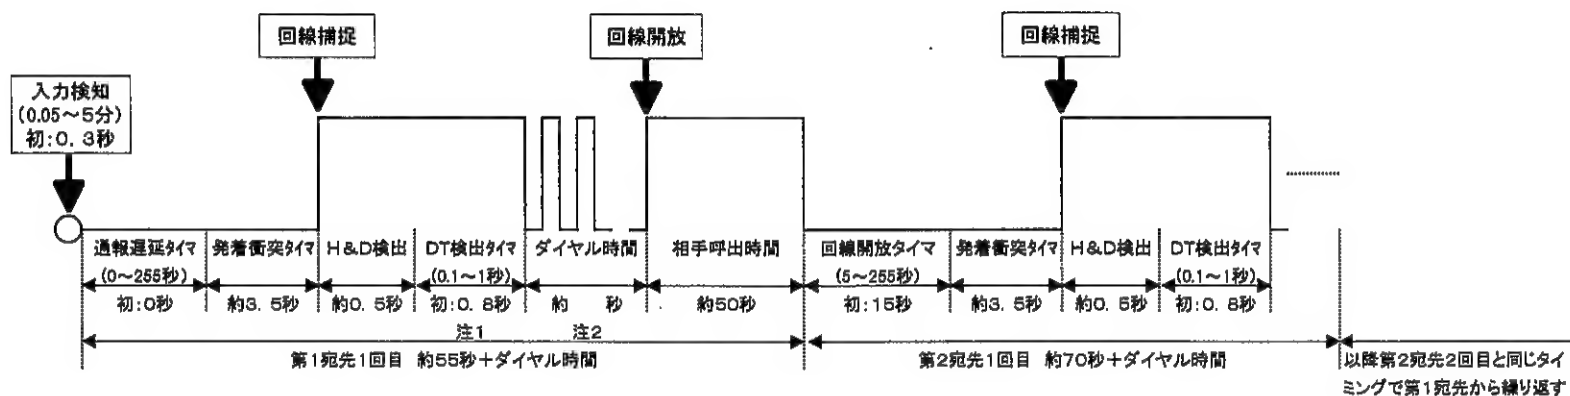 回線捕捉
回線開放
回線捕捉
入力検知
(0.05～5分)
初:0.3秒
通報遅延タイマ
(0～255秒)
初:0秒
発着衝突タイマ
約3.5秒
H&D検出
約0.5秒
DT検出タイマ
(0.1～1秒)
初:0.8秒
ダイヤル時間
約 秒
相手呼出時間
約50秒
回線開放タイマ
(5～255秒)
初:15秒
発着衝突タイマ
約3.5秒
H&D検出
約0.5秒
DT検出タイマ
(0.1～1秒)
初:0.8秒
注1
注2
第1宛先1回目 約55秒+ダイヤル時間
第2宛先1回目 約70秒+ダイヤル時間
以降第2宛先2回目と同じタイ
ミングで第1宛先から繰り返す